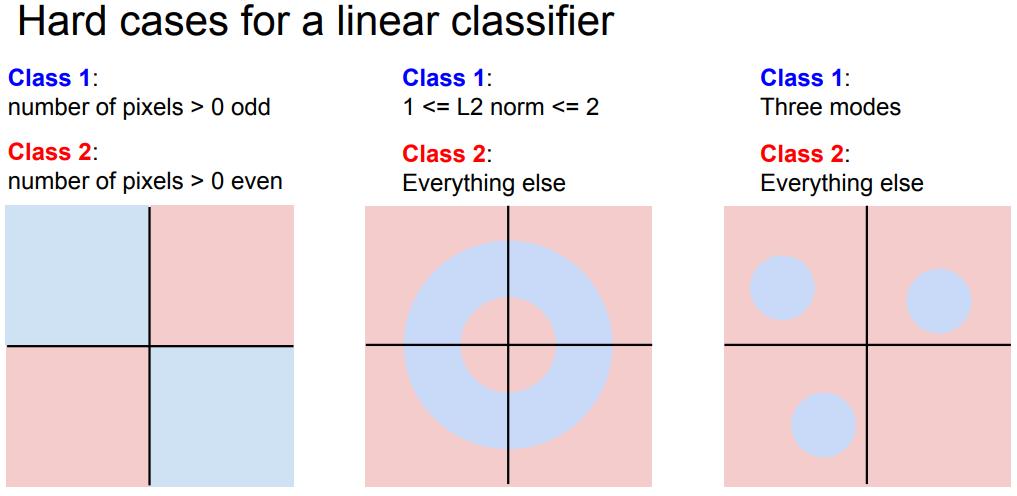 Hard cases for a linear classifier
Class 1:
number of pixels > 0 odd
Class 2:
number of pixels > 0 even
Class 1:
1 <= L2 norm <= 2
Class 2:
Everything else
Class 1:
Three modes
Class 2:
Everything else